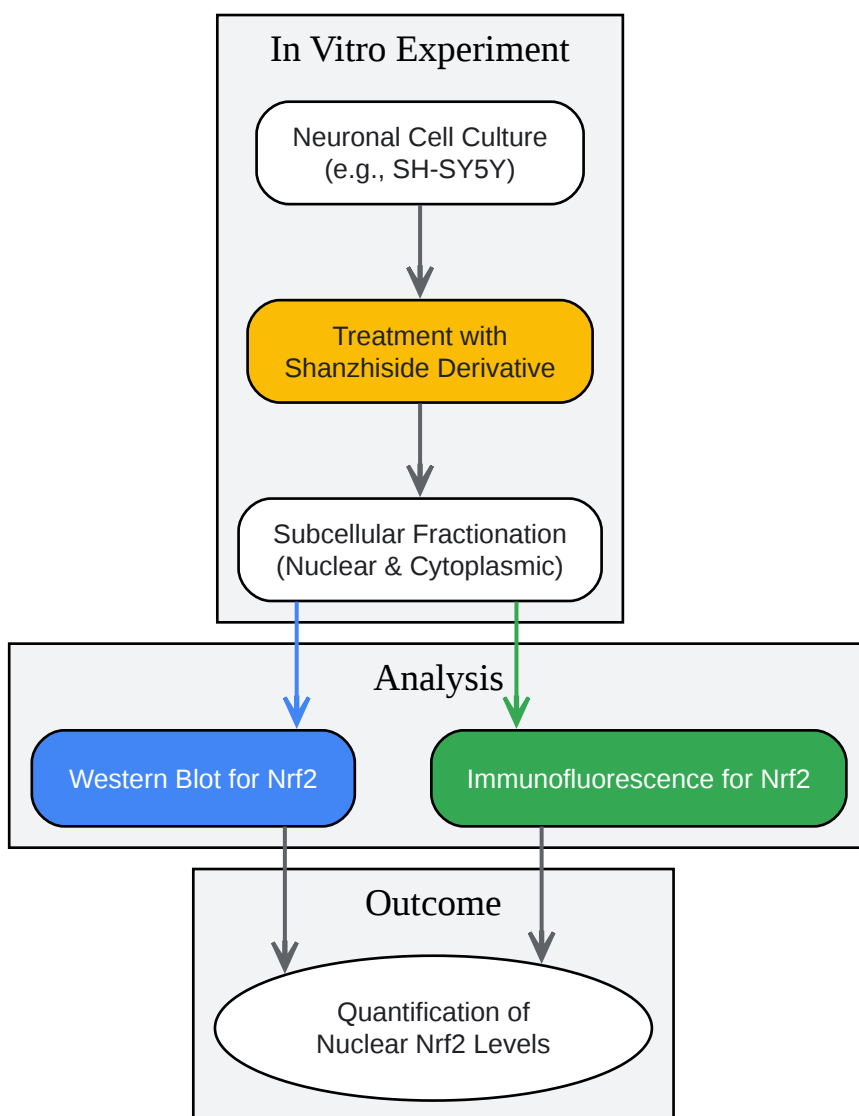 In Vitro Experiment
Neuronal Cell Culture
(e.g., SH-SY5Y)
Treatment with
Shanzhiside Derivative
Subcellular Fractionation
(Nuclear & Cytoplasmic)
Analysis
Western Blot for Nrf2
Immunofluorescence for Nrf2
Outcome
Quantification of
Nuclear Nrf2 Levels